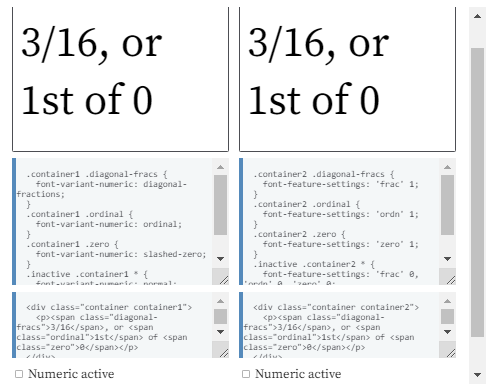 3/16, or
1st of 0
3/16, or
1st of 0
.container1 .diagonal-fracs {
font-variant-numeric: diagonal-
fractions;
}
.container1 .ordinal {
font-variant-numeric: ordinal;
}
.container1 .zero {
font-variant-numeric: slashed-zero;
}
.inactive .container1 * {
font-variant-numeric: normal;
.container2 .diagonal-fracs {
font-feature-settings: 'frac' 1;
}
.container2 .ordinal {
font-feature-settings: 'ordn' 1;
}
.container2 .zero {
font-feature-settings: 'zero' 1;
}
.inactive .container2 * {
font-feature-settings: 'frac' 0,
'ordn' 0, 'zero' 0;
<div class="container container1">
<p><span class="diagonal-
fracs">3/16</span>, or <span
class="ordinal">1st</span> of <span
class="zero">0</span></p>
</div>
<div class="container container2">
<p><span class="diagonal-
fracs">3/16</span>, or <span
class="ordinal">1st</span> of <span
class="zero">0</span></p>
</div>
Numeric active
Numeric active